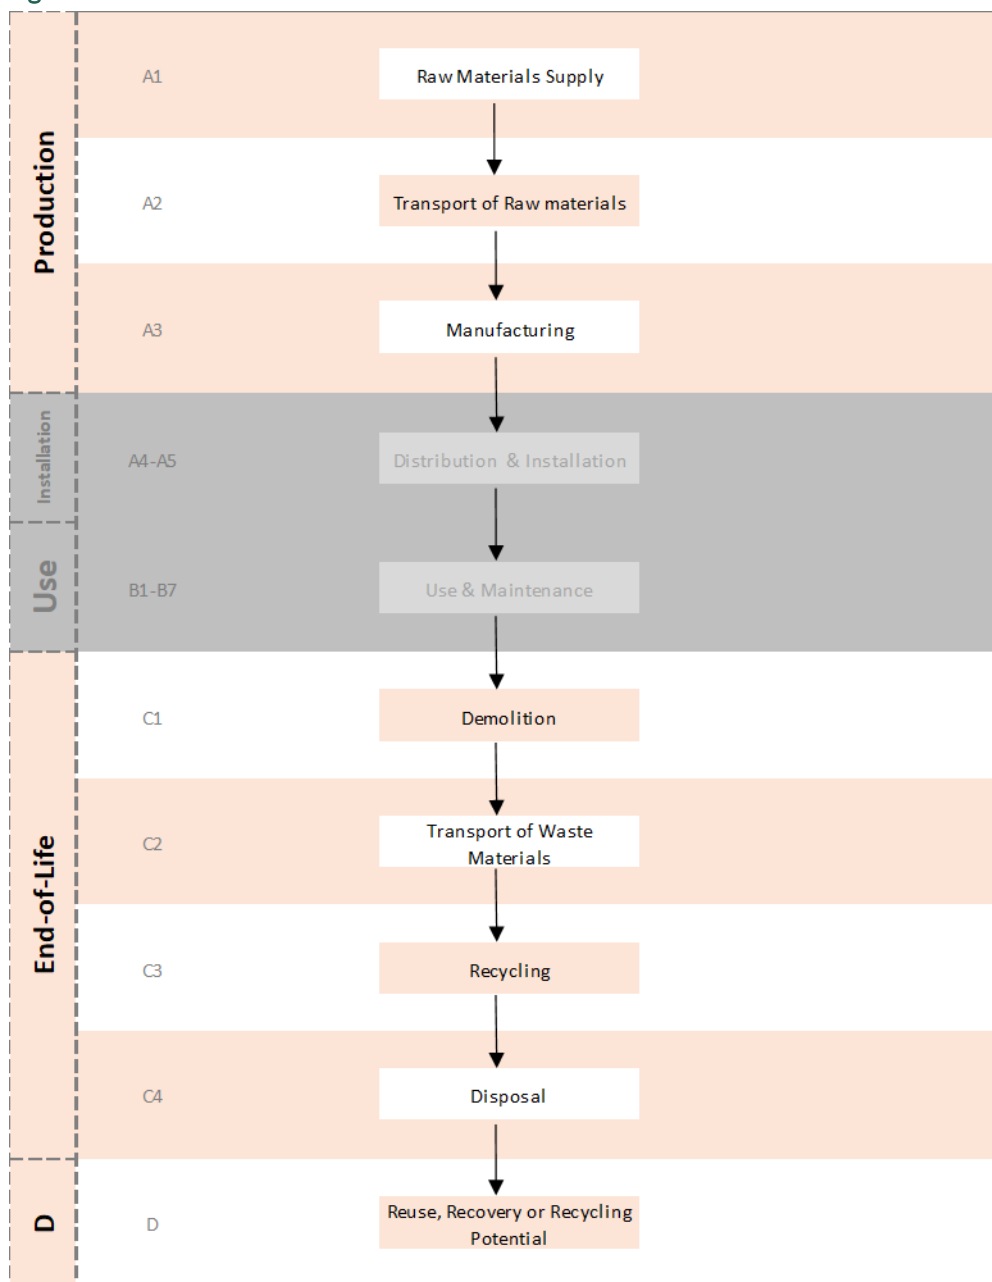 Production
A1
Raw Materials Supply
A2
Transport of Raw materials
A3
Manufacturing
Installation
A4-A5
Distribution & Installation
Use
B1-B7
Use & Maintenance
End-of-Life
C1
Demolition
C2
Transport of Waste
Materials
C3
Recycling
C4
Disposal
D
D
Reuse, Recovery or Recycling
Potential